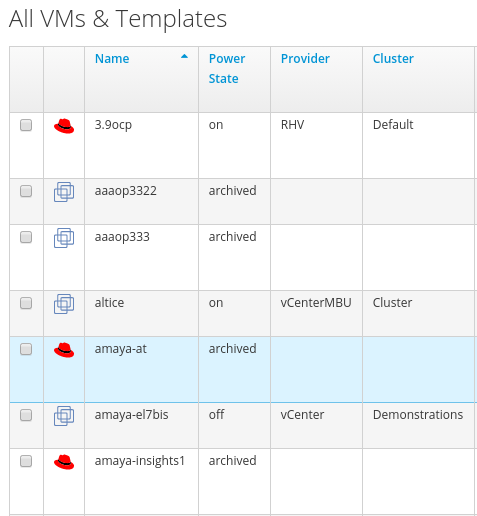 All VMs & Templates
Name Power State Provider Cluster
3.9ocp on RHV Default
aaaop3322 archived
aaaop333 archived
altice on vCenterMBU Cluster
amaya-at archived
amaya-el7bis off vCenter Demonstrations
amaya-insights1 archived